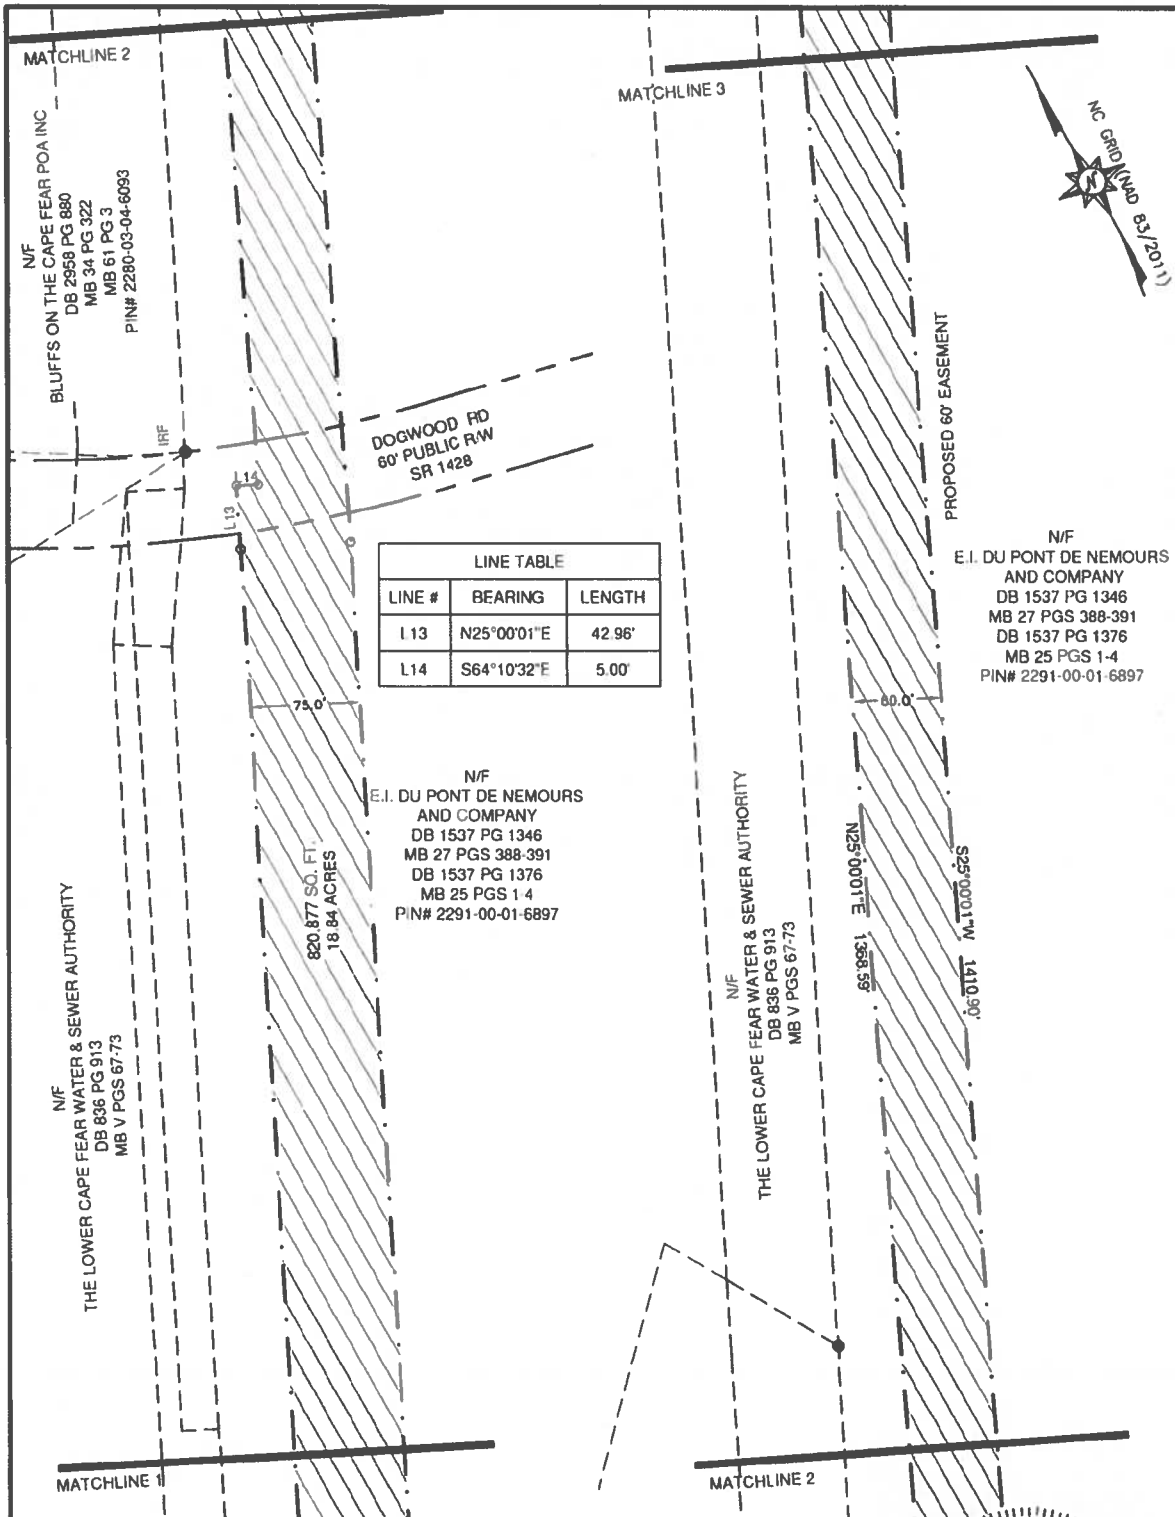 MATCHLINE 2
N/F
BLUFFS ON THE CAPE FEAR POA INC
DB 2958 PG 880
MB 34 PG 322
MB 61 PG 3
PIN# 2280-03-04-6093
IRF
L14
L13
DOGWOOD RD
60' PUBLIC R/W
SR 1428
LINE TABLE
LINE # BEARING LENGTH
L13 N25°00'01"E 42.96'
L14 S64°10'32"E 5.00'
75.0'
N/F
E.I. DU PONT DE NEMOURS
AND COMPANY
DB 1537 PG 1346
MB 27 PGS 388-391
DB 1537 PG 1376
MB 25 PGS 1-4
PIN# 2291-00-01-6897
820,877 SQ. FT.
18.84 ACRES
N/F
THE LOWER CAPE FEAR WATER & SEWER AUTHORITY
DB 836 PG 913
MB V PGS 67-73
MATCHLINE 1
MATCHLINE 3
NC GRID (NAD 83/2011)
N
PROPOSED 60' EASEMENT
N/F
E.I. DU PONT DE NEMOURS
AND COMPANY
DB 1537 PG 1346
MB 27 PGS 388-391
DB 1537 PG 1376
MB 25 PGS 1-4
PIN# 2291-00-01-6897
60.0'
N25°00'01"E 1368.59'
S25°00'01"W 1410.90'
N/F
THE LOWER CAPE FEAR WATER & SEWER AUTHORITY
DB 836 PG 913
MB V PGS 67-73
MATCHLINE 2